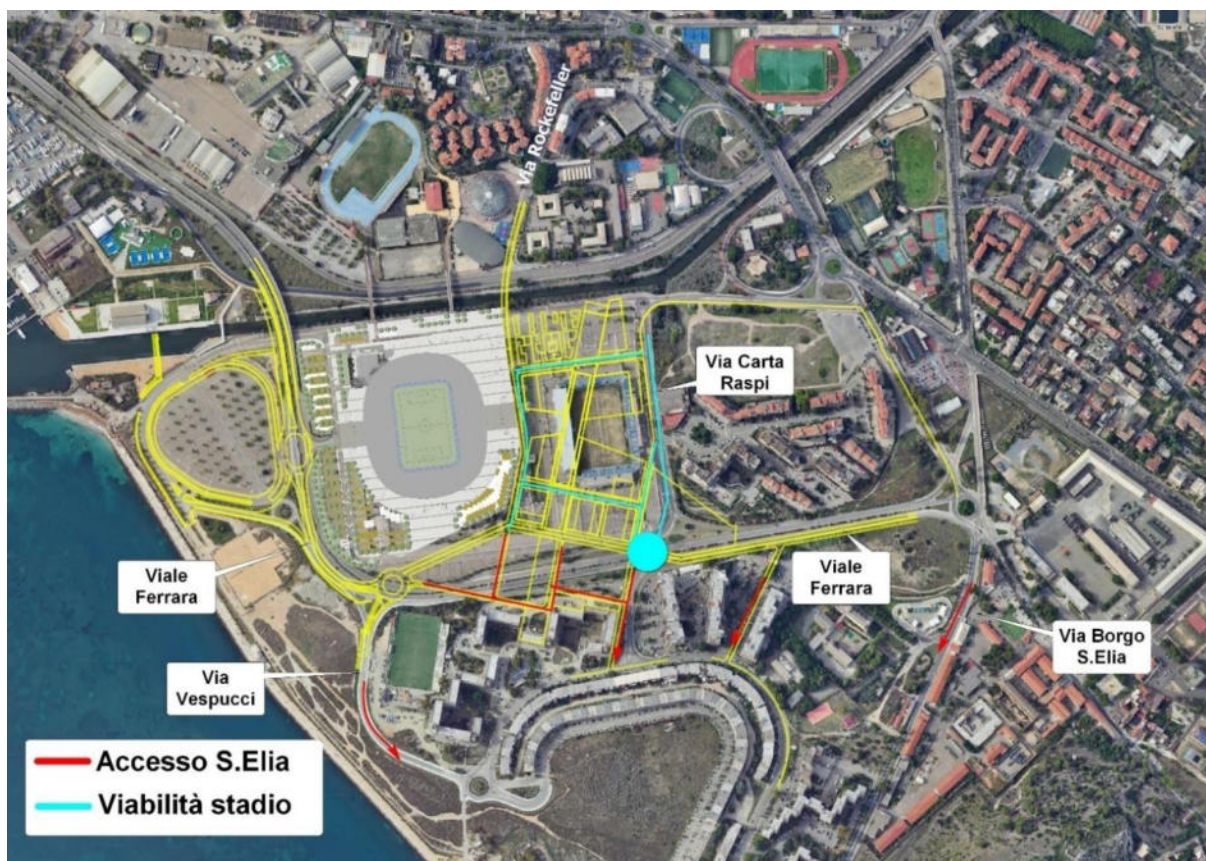 Via Rockefeller
Via Carta
Raspi
Viale
Ferrara
Viale
Ferrara
Via Borgo
S.Elia
Via
Vespucci
Accesso S.Elia
Viabilità stadio